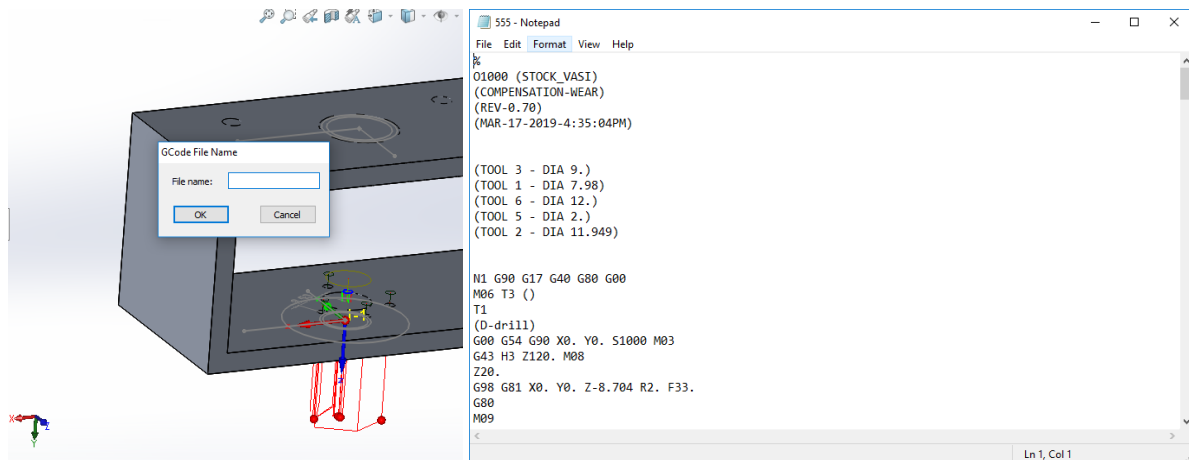 GCode File Name
File name:
OK
Cancel
X
Y
Z
555 - Notepad
File Edit Format View Help
%
O1000 (STOCK_VASI)
(COMPENSATION-WEAR)
(REV-0.70)
(MAR-17-2019-4:35:04PM)
(TOOL 3 - DIA 9.)
(TOOL 1 - DIA 7.98)
(TOOL 6 - DIA 12.)
(TOOL 5 - DIA 2.)
(TOOL 2 - DIA 11.949)
N1 G90 G17 G40 G80 G00
M06 T3 ()
T1
(D-drill)
G00 G54 G90 X0. Y0. S1000 M03
G43 H3 Z120. M08
Z20.
G98 G81 X0. Y0. Z-8.704 R2. F33.
G80
M09
Ln 1, Col 1